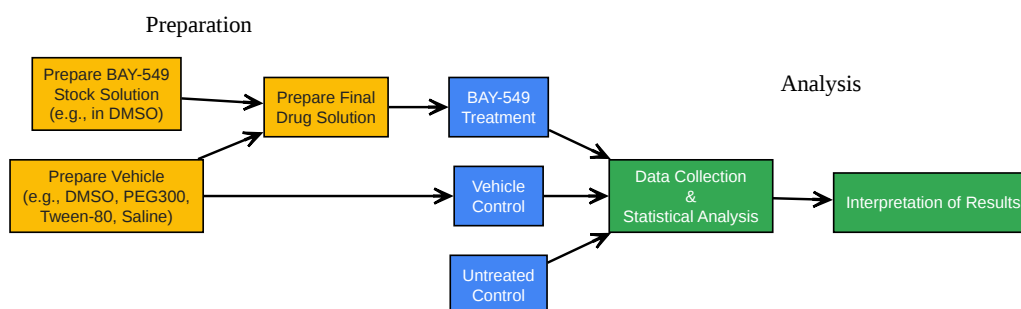 Preparation
Analysis
Prepare BAY-549
Stock Solution
(e.g., in DMSO)
Prepare Final
Drug Solution
BAY-549
Treatment
Prepare Vehicle
(e.g., DMSO, PEG300,
Tween-80, Saline)
Vehicle
Control
Data Collection
&
Statistical Analysis
Interpretation of Results
Untreated
Control